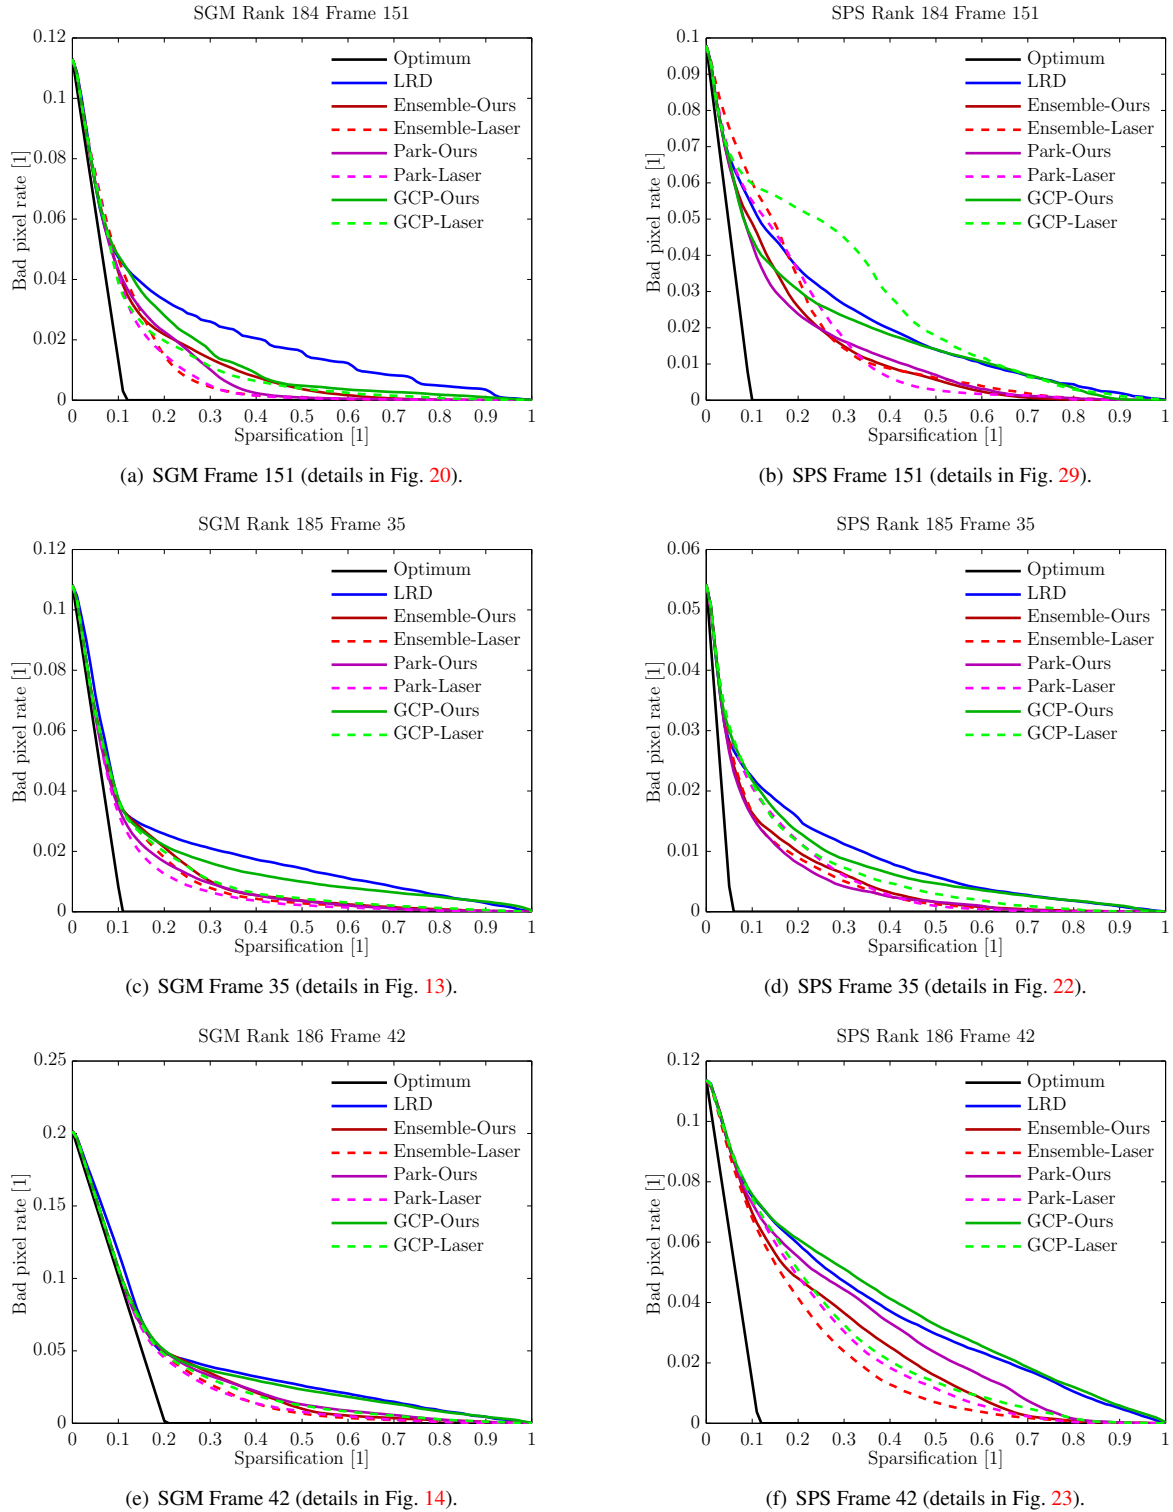 SGM Rank 184 Frame 151
0.12
0.1
0.08
0.06
0.04
0.02
0
Bad pixel rate [1]
Optimum
LRD
Ensemble-Ours
Ensemble-Laser
Park-Ours
Park-Laser
GCP-Ours
GCP-Laser
0 0.1 0.2 0.3 0.4 0.5 0.6 0.7 0.8 0.9 1
Sparsification [1]
(a) SGM Frame 151 (details in Fig. 20).
SPS Rank 184 Frame 151
0.1
0.09
0.08
0.07
0.06
0.05
0.04
0.03
0.02
0.01
0
Bad pixel rate [1]
Optimum
LRD
Ensemble-Ours
Ensemble-Laser
Park-Ours
Park-Laser
GCP-Ours
GCP-Laser
0 0.1 0.2 0.3 0.4 0.5 0.6 0.7 0.8 0.9 1
Sparsification [1]
(b) SPS Frame 151 (details in Fig. 29).
SGM Rank 185 Frame 35
0.12
0.1
0.08
0.06
0.04
0.02
0
Bad pixel rate [1]
Optimum
LRD
Ensemble-Ours
Ensemble-Laser
Park-Ours
Park-Laser
GCP-Ours
GCP-Laser
0 0.1 0.2 0.3 0.4 0.5 0.6 0.7 0.8 0.9 1
Sparsification [1]
(c) SGM Frame 35 (details in Fig. 13).
SPS Rank 185 Frame 35
0.06
0.05
0.04
0.03
0.02
0.01
0
Bad pixel rate [1]
Optimum
LRD
Ensemble-Ours
Ensemble-Laser
Park-Ours
Park-Laser
GCP-Ours
GCP-Laser
0 0.1 0.2 0.3 0.4 0.5 0.6 0.7 0.8 0.9 1
Sparsification [1]
(d) SPS Frame 35 (details in Fig. 22).
SGM Rank 186 Frame 42
0.25
0.2
0.15
0.1
0.05
0
Bad pixel rate [1]
Optimum
LRD
Ensemble-Ours
Ensemble-Laser
Park-Ours
Park-Laser
GCP-Ours
GCP-Laser
0 0.1 0.2 0.3 0.4 0.5 0.6 0.7 0.8 0.9 1
Sparsification [1]
(e) SGM Frame 42 (details in Fig. 14).
SPS Rank 186 Frame 42
0.12
0.1
0.08
0.06
0.04
0.02
0
Bad pixel rate [1]
Optimum
LRD
Ensemble-Ours
Ensemble-Laser
Park-Ours
Park-Laser
GCP-Ours
GCP-Laser
0 0.1 0.2 0.3 0.4 0.5 0.6 0.7 0.8 0.9 1
Sparsification [1]
(f) SPS Frame 42 (details in Fig. 23).